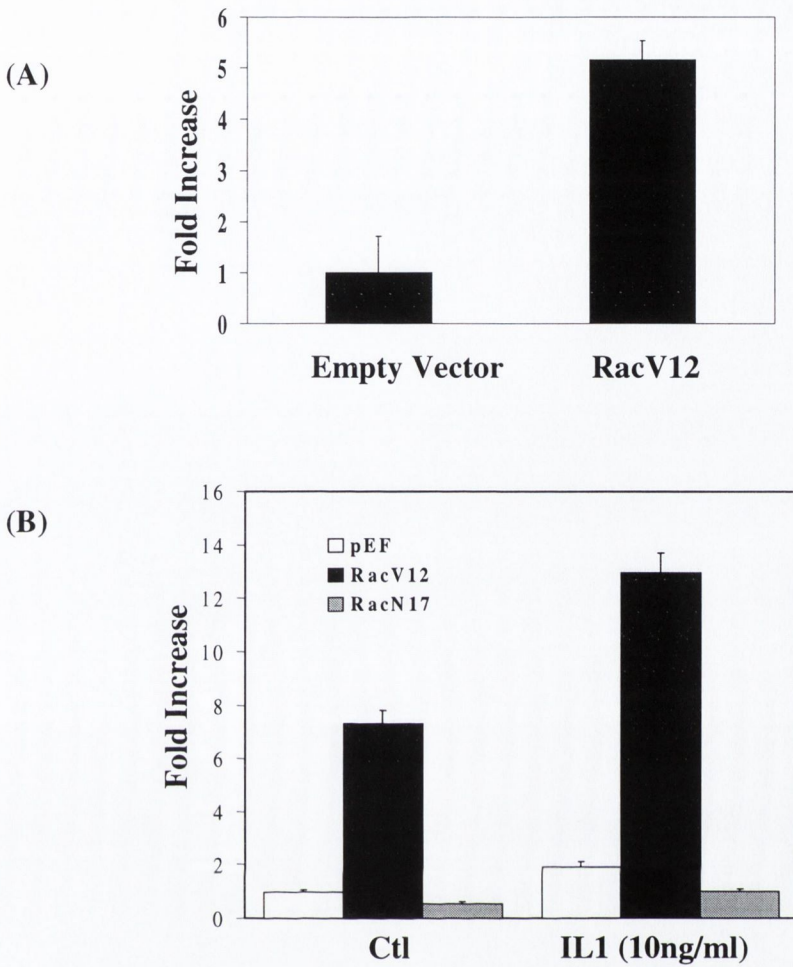 (A)
Fold Increase
6
5
4
3
2
1
0
Empty Vector RacV12
(B)
Fold Increase
16
14
12
10
8
6
4
2
0
pEF
RacV12
RacN17
Ctl IL1 (10ng/ml)